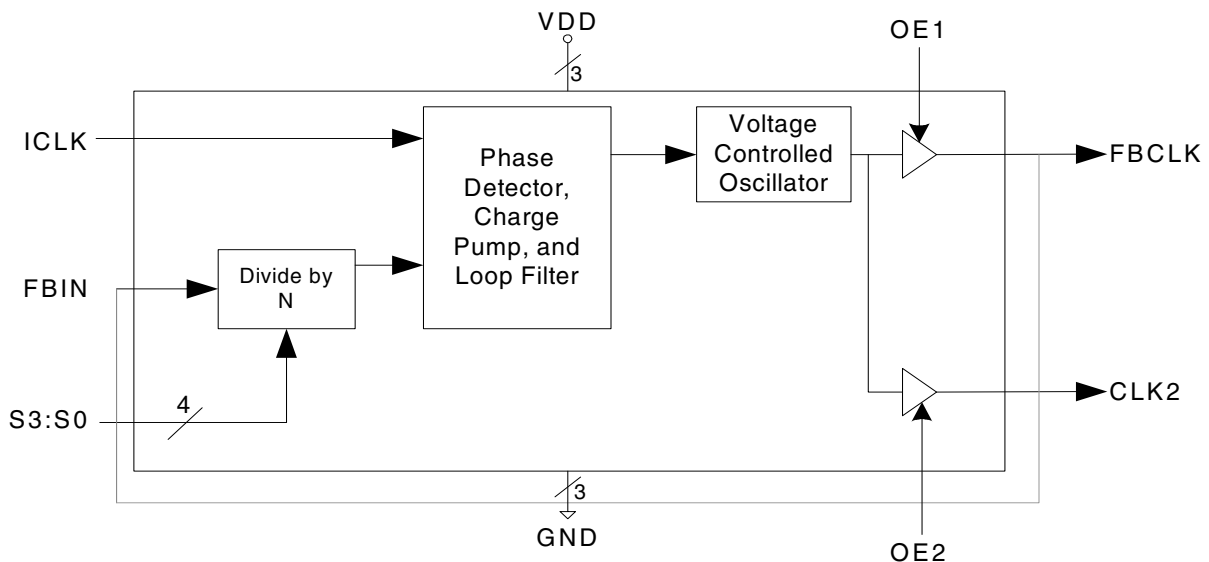 VDD
3
OE1
ICLK
Phase
Detector,
Charge
Pump, and
Loop Filter
Voltage
Controlled
Oscillator
FBCLK
FBIN
Divide by
N
S3:S0
4
CLK2
3
GND
OE2